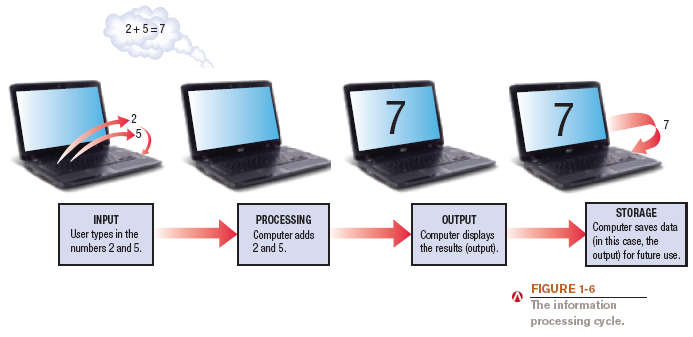 2 + 5 = 7
2
5
7
7
7
INPUT
User types in the
numbers 2 and 5.
PROCESSING
Computer adds
2 and 5.
OUTPUT
Computer displays
the results (output).
STORAGE
Computer saves data
(in this case, the
output) for future use.
FIGURE 1-6
The information
processing cycle.